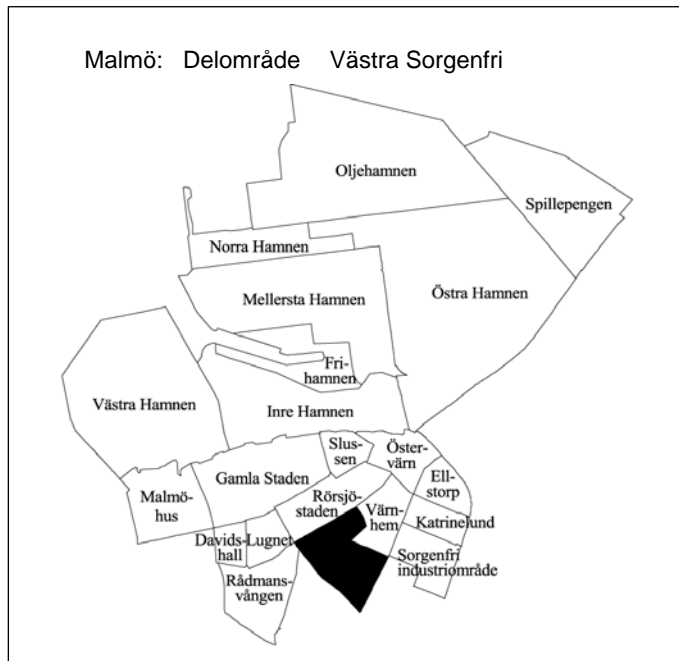 Malmö: Delområde Västra Sorgenfri
Oljehamnen
Spillepengen
Norra Hamnen
Mellersta Hamnen
Östra Hamnen
Fri-
hamnen
Västra Hamnen
Inre Hamnen
Slus-
sen
Öster-
värn
Gamla Staden
Ell-
storp
Malmö-
hus
Rörsjö-
staden
Värn-
hem
Katrinelund
Davids-
hall
Lugnet
Sorgenfri
industriområde
Rådmans-
vången